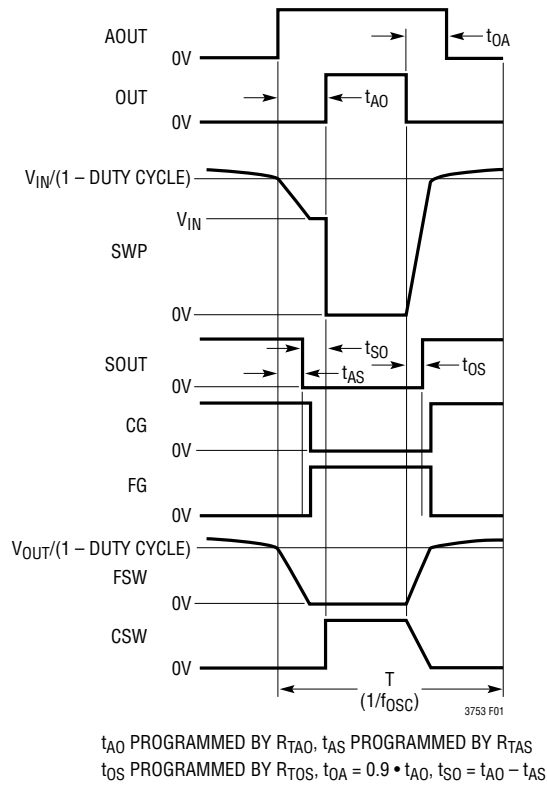 AOUT
0V
tOA
OUT
0V
tAO
VIN/(1 – DUTY CYCLE)
VIN
SWP
0V
SOUT
0V
tSO
tAS
tOS
CG
0V
FG
0V
VOUT/(1 – DUTY CYCLE)
FSW
0V
CSW
0V
T
(1/fOSC)
3753 F01
tAO PROGRAMMED BY RTAO, tAS PROGRAMMED BY RTAS
tOS PROGRAMMED BY RTOS, tOA = 0.9 • tAO, tSO = tAO – tAS